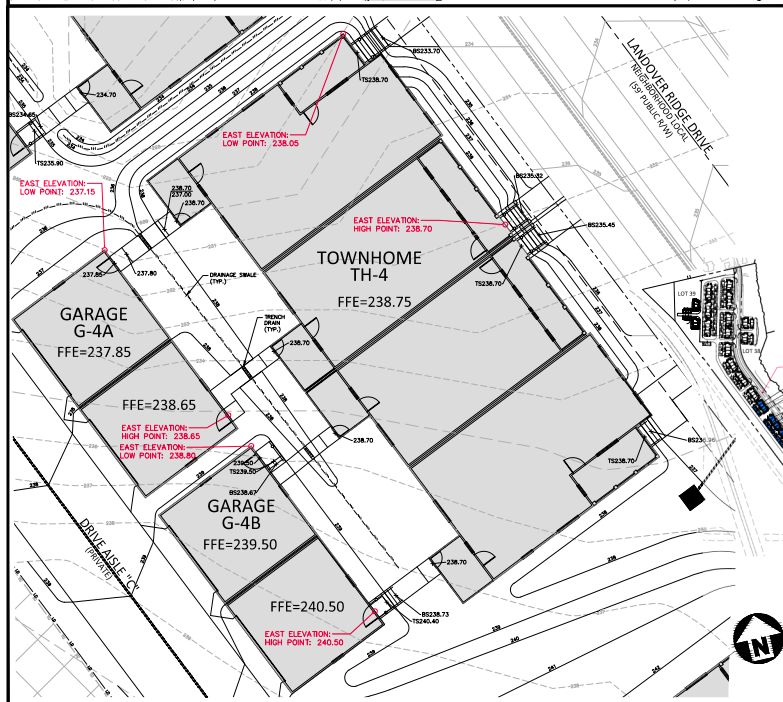 BS233.70
TS238.70
234.70
BS234.65
TS235.90
EAST ELEVATION:
LOW POINT: 238.05
LANDOVER RIDGE DRIVE
NEIGHBORHOOD LOCAL
(59' PUBLIC R/W)
EAST ELEVATION:
LOW POINT: 237.15
238.70
237.00
238.70
BS235.32
EAST ELEVATION:
HIGH POINT: 238.70
BS235.45
TS238.70
TOWNHOME
TH-4
FFE=238.75
237.85
237.80
DRAINAGE SWALE
(TYP.)
GARAGE
G-4A
FFE=237.85
TRENCH
DRAIN
(TYP.)
238.70
LOT 39
LOT 38
FFE=238.65
EAST ELEVATION:
HIGH POINT: 238.65
EAST ELEVATION:
LOW POINT: 238.80
238.70
239.50
TS239.50
BS238.67
TS238.70
GARAGE
G-4B
FFE=239.50
DRIVE AISLE "C"
(PRIVATE)
238.70
FFE=240.50
BS238.73
TS240.40
EAST ELEVATION:
HIGH POINT: 240.50
239
240
241
242
N